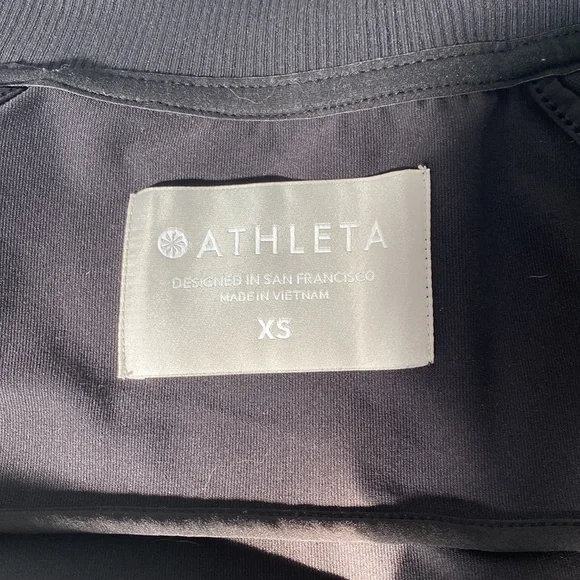 ATHLETA
DESIGNED IN SAN FRANCISCO
MADE IN VIETNAM
XS